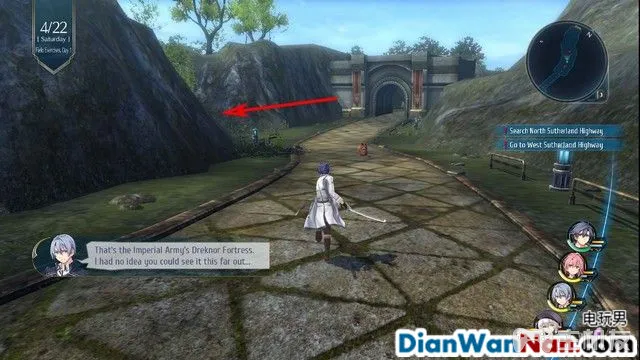 4/22
[ Saturday ]
Field Exercises, Day 1
N
Search North Sutherland Highway
Go to West Sutherland Highway
That's the Imperial Army's Dreknor Fortress.
I had no idea you could see it this far out...
电玩男
DianWanNan.com